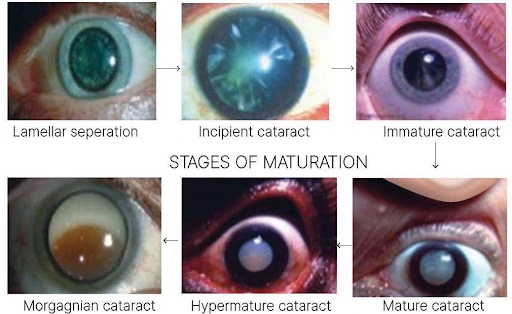 Lamellar seperation
Incipient cataract
Immature cataract
STAGES OF MATURATION
Morgagnian cataract
Hypermature cataract
Mature cataract